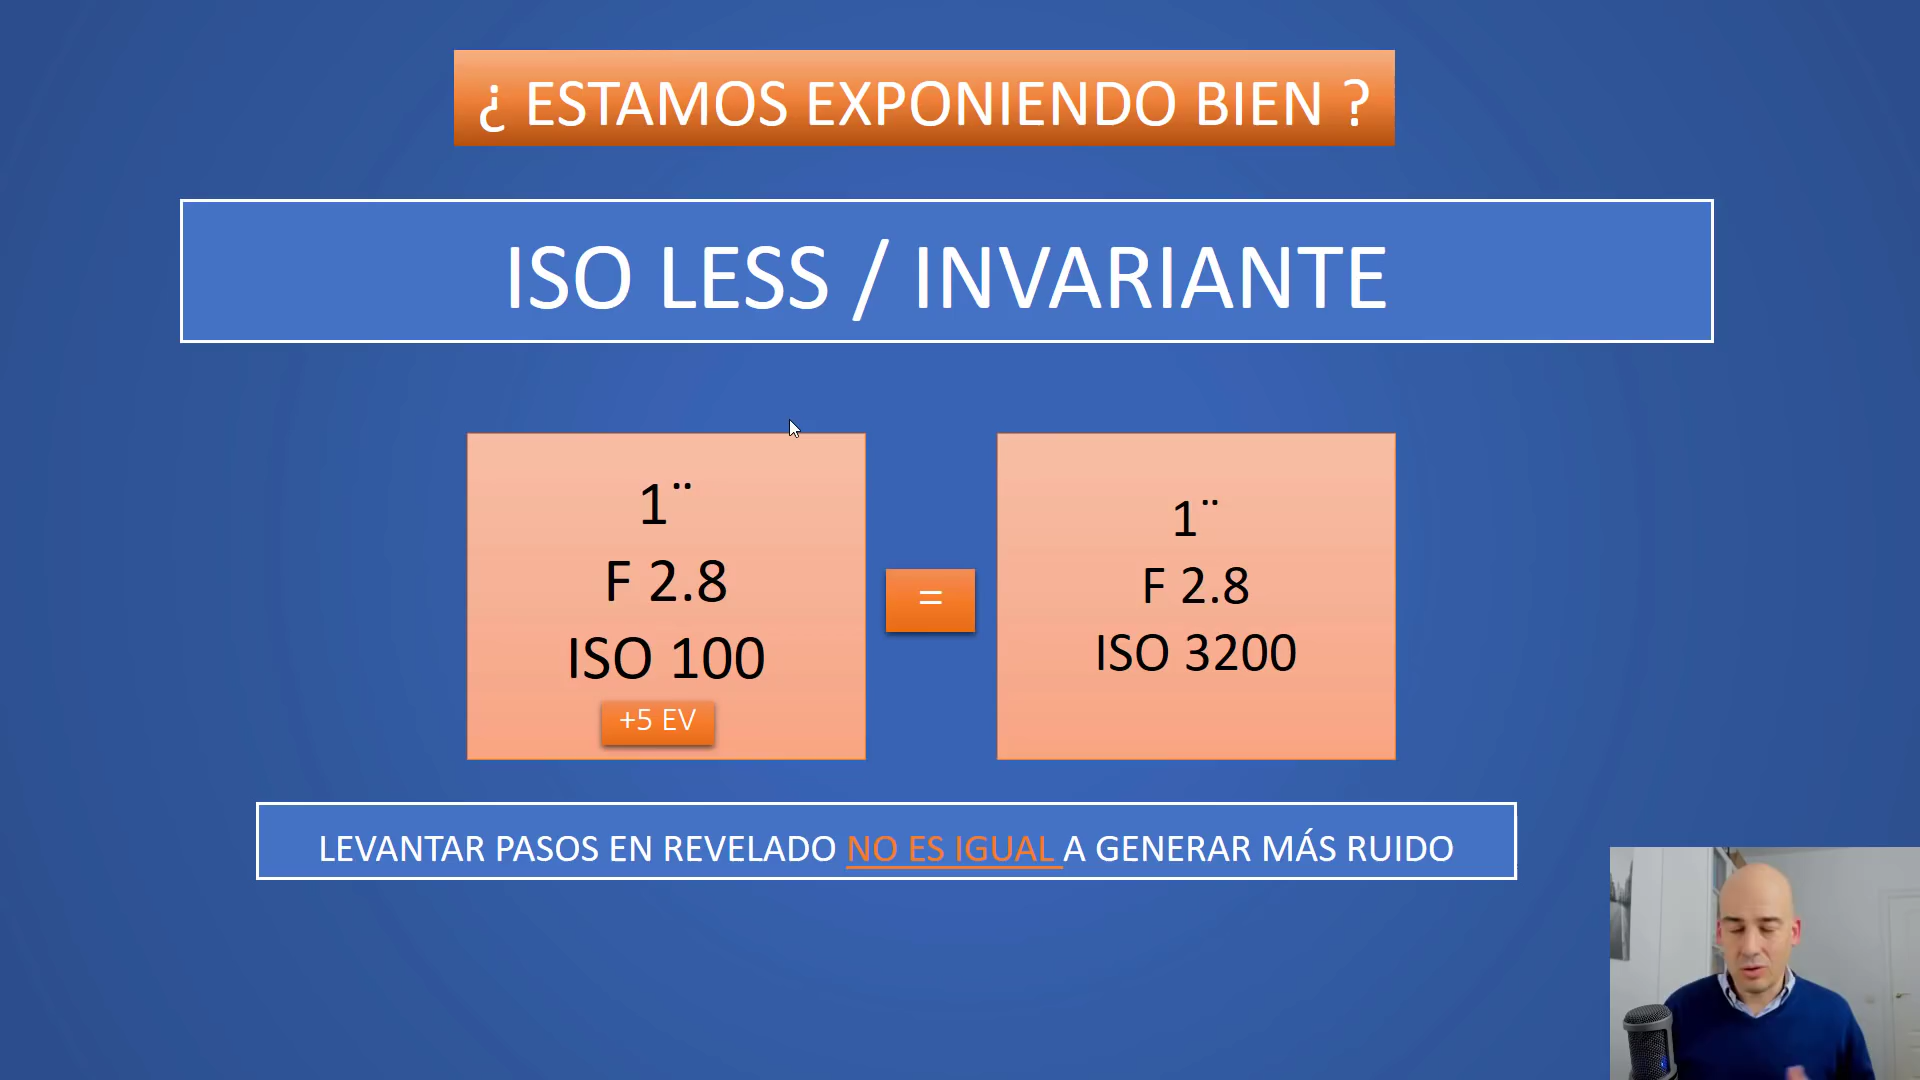 ¿ ESTAMOS EXPONIENDO BIEN ?
ISO LESS / INVARIANTE
1¨
F 2.8
ISO 100
+5 EV
=
1¨
F 2.8
ISO 3200
LEVANTAR PASOS EN REVELADO NO ES IGUAL A GENERAR MÁS RUIDO